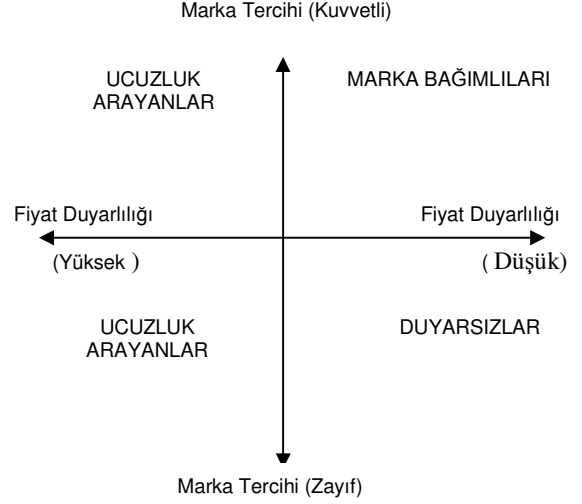 Marka Tercihi (Kuvvetli)
UCUZLUK
ARAYANLAR
MARKA BAĞIMLILARI
Fiyat Duyarlılığı
(Yüksek )
Fiyat Duyarlılığı
( Düşük)
UCUZLUK
ARAYANLAR
DUYARSIZLAR
Marka Tercihi (Zayıf)